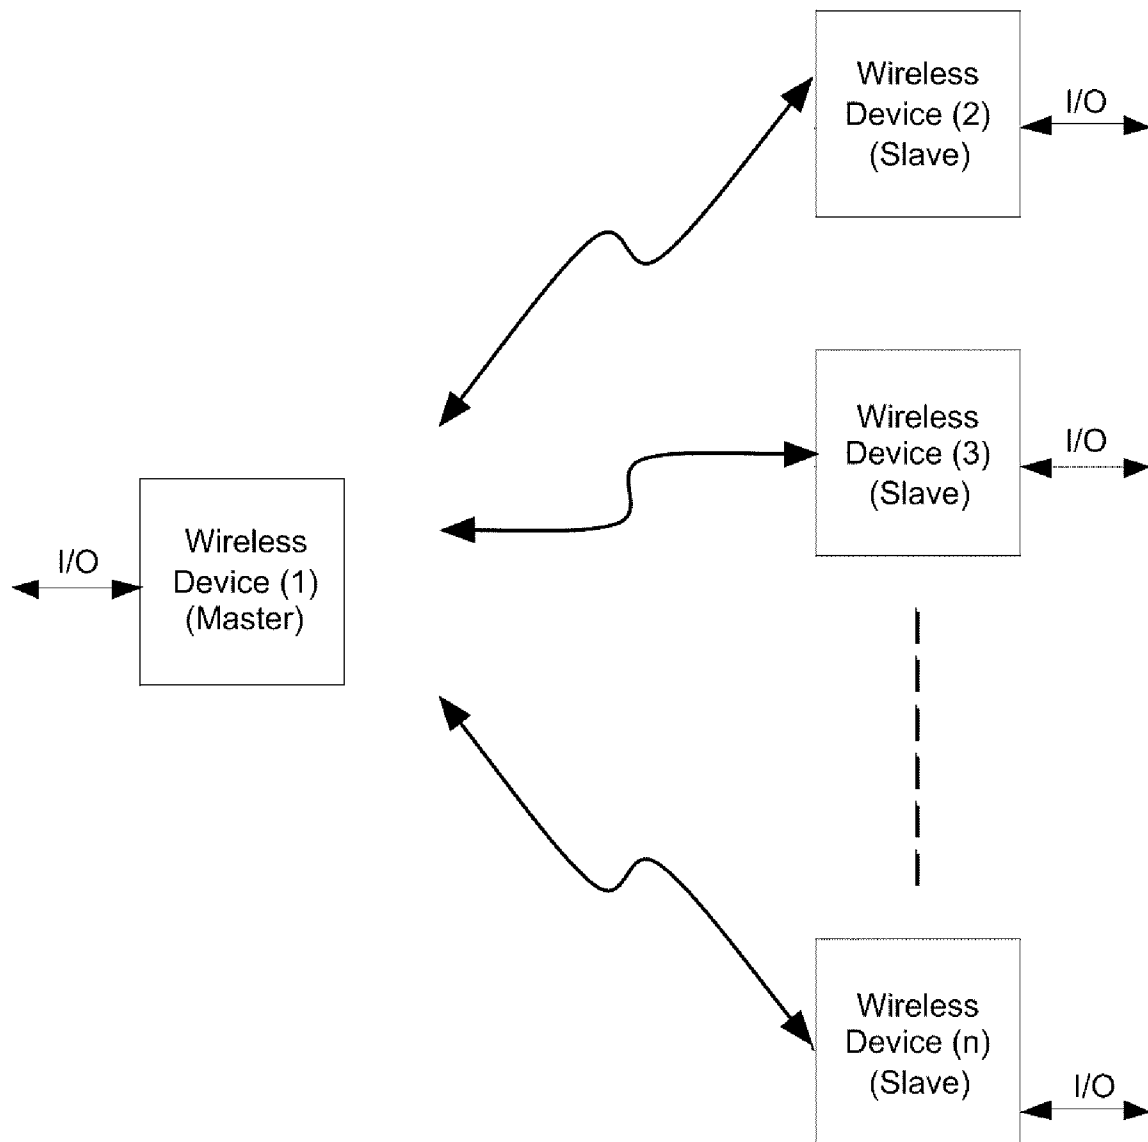 Wireless
Device (2)
(Slave)
I/O
Wireless
Device (3)
(Slave)
I/O
I/O
Wireless
Device (1)
(Master)
Wireless
Device (n)
(Slave)
I/O